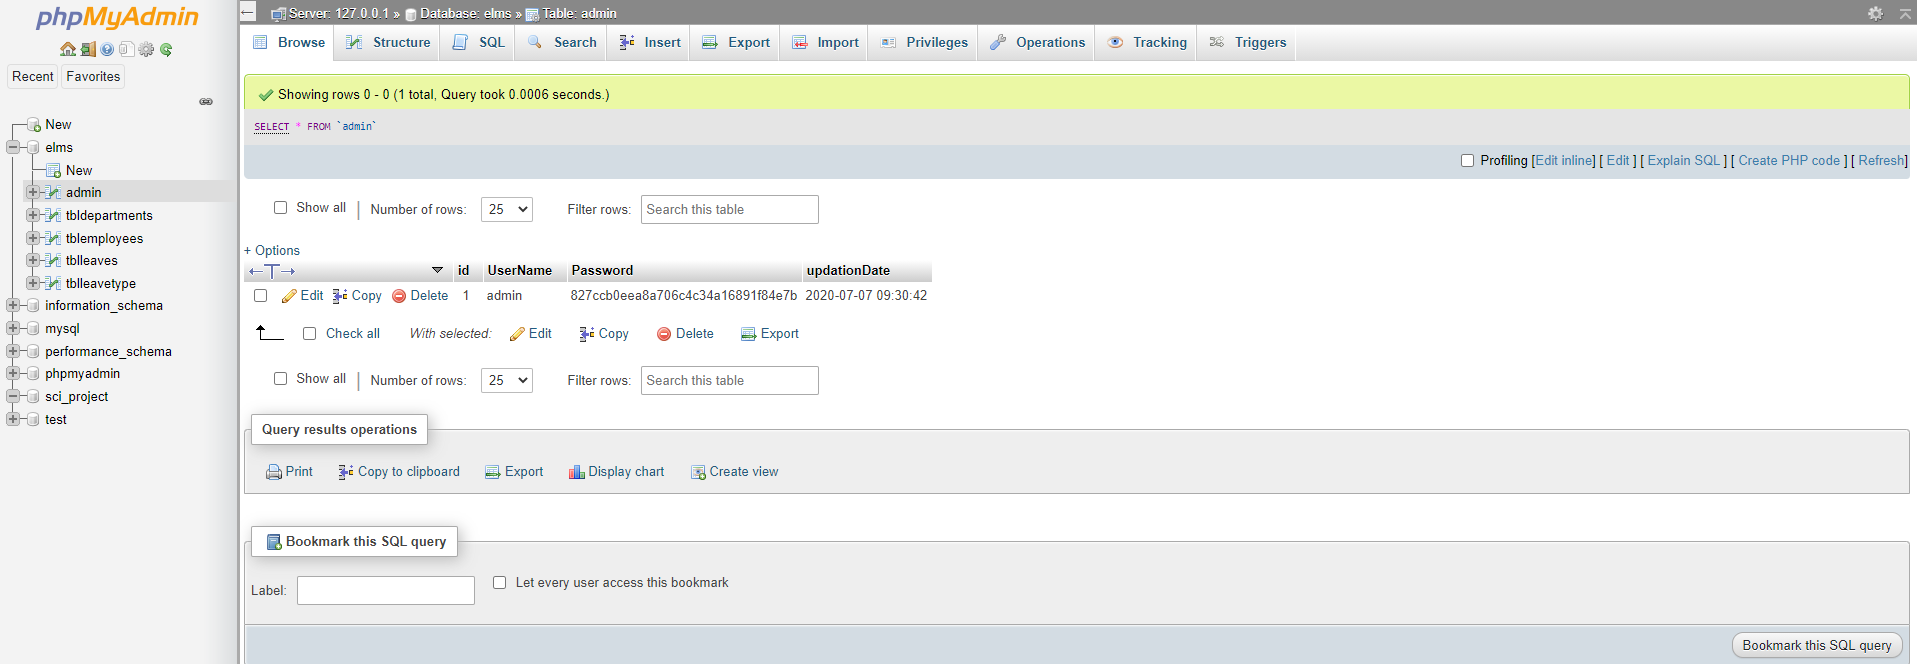 phpMyAdmin
Recent Favorites
New
elms
New
admin
tbldepartments
tblemployees
tblleaves
tblleavetype
information_schema
mysql
performance_schema
phpmyadmin
sci_project
test
Server: 127.0.0.1 » Database: elms » Table: admin
Browse Structure SQL Search Insert Export Import Privileges Operations Tracking Triggers
Showing rows 0 - 0 (1 total, Query took 0.0006 seconds.)
SELECT * FROM `admin`
Profiling [Edit inline] [ Edit ] [ Explain SQL ] [ Create PHP code ] [ Refresh]
Show all | Number of rows: 25 Filter rows: Search this table
+ Options
←T→ id UserName Password updationDate
Edit Copy Delete 1 admin 827ccb0eea8a706c4c34a16891f84e7b 2020-07-07 09:30:42
Check all With selected: Edit Copy Delete Export
Show all | Number of rows: 25 Filter rows: Search this table
Query results operations
Print Copy to clipboard Export Display chart Create view
Bookmark this SQL query
Label: Let every user access this bookmark
Bookmark this SQL query